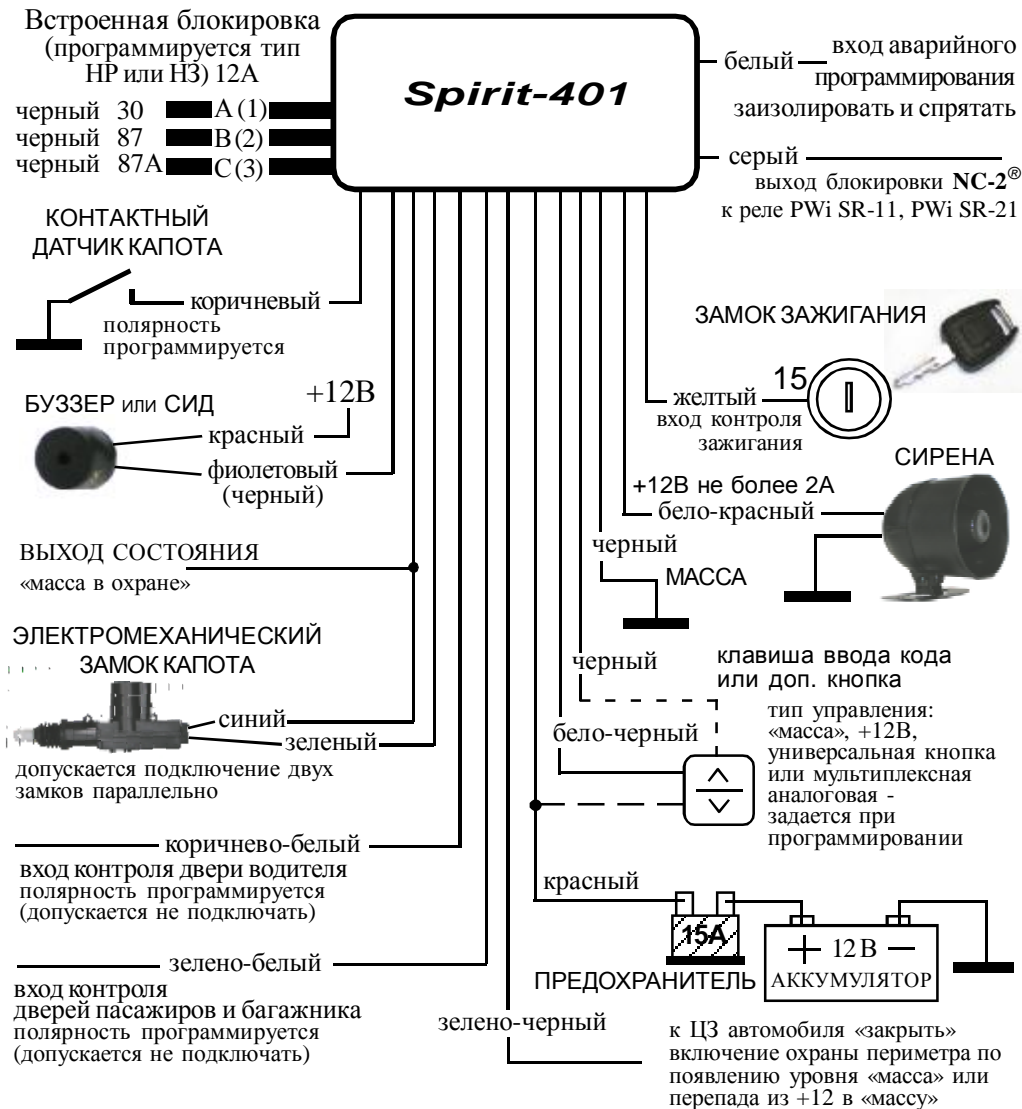 Встроенная блокировка
(программируется тип
НР или НЗ) 12А
черный 30 А (1)
черный 87 В (2)
черный 87А С (3)
Spirit-401
белый
вход аварийного
программирования
заизолировать и спрятать
серый
выход блокировки NC-2®
к реле PWi SR-11, PWi SR-21
КОНТАКТНЫЙ
ДАТЧИК КАПОТА
коричневый
полярность
программируется
ЗАМОК ЗАЖИГАНИЯ
15
желтый
вход контроля
зажигания
БУЗЗЕР или СИД
+12В
красный
фиолетовый
(черный)
СИРЕНА
+12В не более 2А
бело-красный
черный
МАССА
ВЫХОД СОСТОЯНИЯ
«масса в охране»
ЭЛЕКТРОМЕХАНИЧЕСКИЙ
ЗАМОК КАПОТА
синий
зеленый
допускается подключение двух
замков параллельно
черный
бело-черный
клавиша ввода кода
или доп. кнопка
тип управления:
«масса», +12В,
универсальная кнопка
или мультиплексная
аналоговая -
задается при
программировании
коричнево-белый
вход контроля двери водителя
полярность программируется
(допускается не подключать)
красный
15А
ПРЕДОХРАНИТЕЛЬ
+ 12 В –
АККУМУЛЯТОР
зелено-белый
вход контроля
дверей пасажиров и багажника
полярность программируется
(допускается не подключать)
зелено-черный
к ЦЗ автомобиля «закрыть»
включение охраны периметра по
появлению уровня «масса» или
перепада из +12 в «массу»